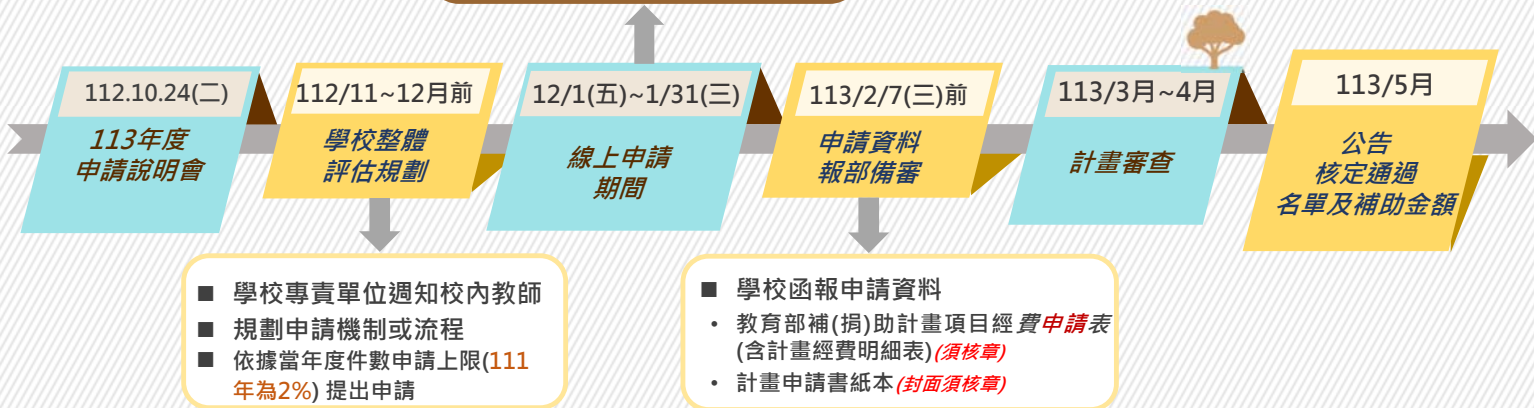 112.10.24(二)
113年度
申請說明會
112/11~12月前
學校整體
評估規劃
12/1(五)~1/31(三)
線上申請
期間
113/2/7(三)前
申請資料
報部備審
113/3月~4月
計畫審查
113/5月
公告
核定通過
名單及補助金額
■ 學校專責單位週知校內教師
■ 規劃申請機制或流程
■ 依據當年度件數申請上限(111
年為2%) 提出申請
■ 學校函報申請資料
• 教育部補(捐)助計畫項目經費申請表
(含計畫經費明細表)(須核章)
• 計畫申請書紙本(封面須核章)